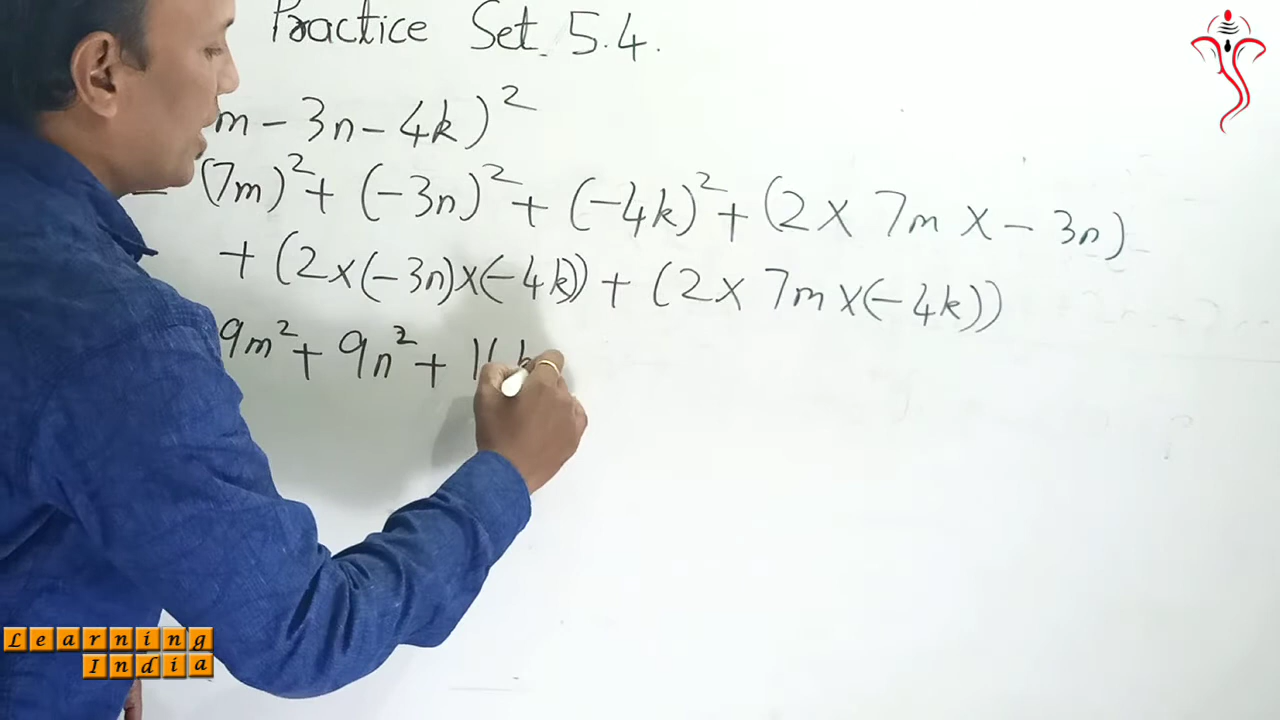 Practice Set 5.4.
m - 3n - 4k)²
= (7m)² + (-3n)² + (-4k)² + (2 × 7m × - 3n)
+ (2×(-3n)×(-4k)) + (2 × 7m ×(-4k))
9m² + 9n² + 16k
Learning
India